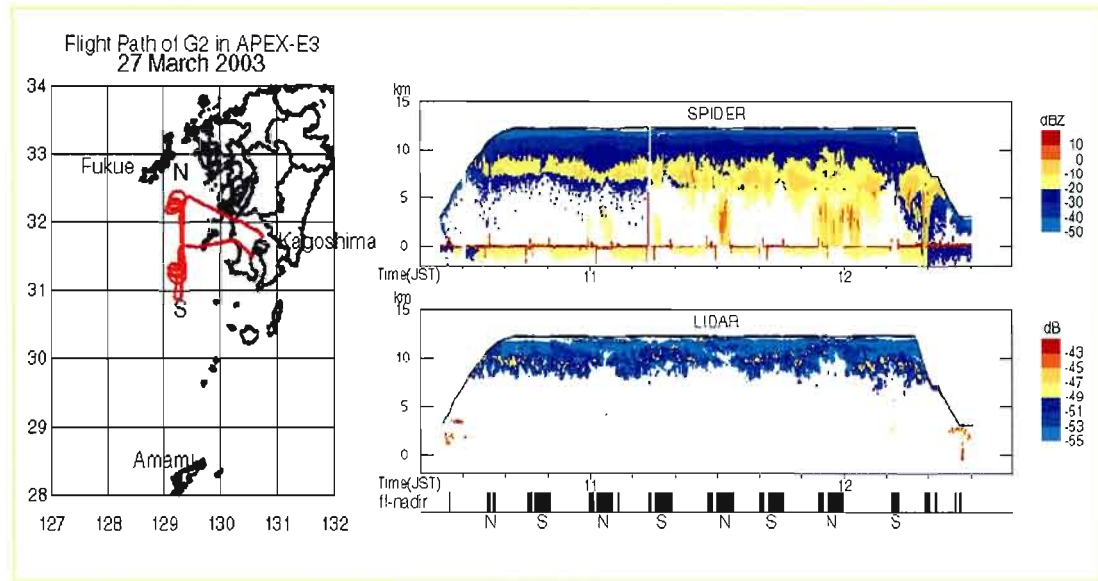 Flight Path of G2 in APEX-E3
27 March 2003
34
33
32
31
30
29
28
127 128 129 130 131 132
Fukue
N
Kagoshima
S
Amami
km
15
10
5
0
SPIDER
Time(JST)
11 12
dBZ
10
0
-10
-20
-30
-40
-50
km
15
10
5
0
LIDAR
Time(JST)
11 12
dB
-43
-45
-47
-49
-51
-53
-55
fl-nadir
N S N S N S N S